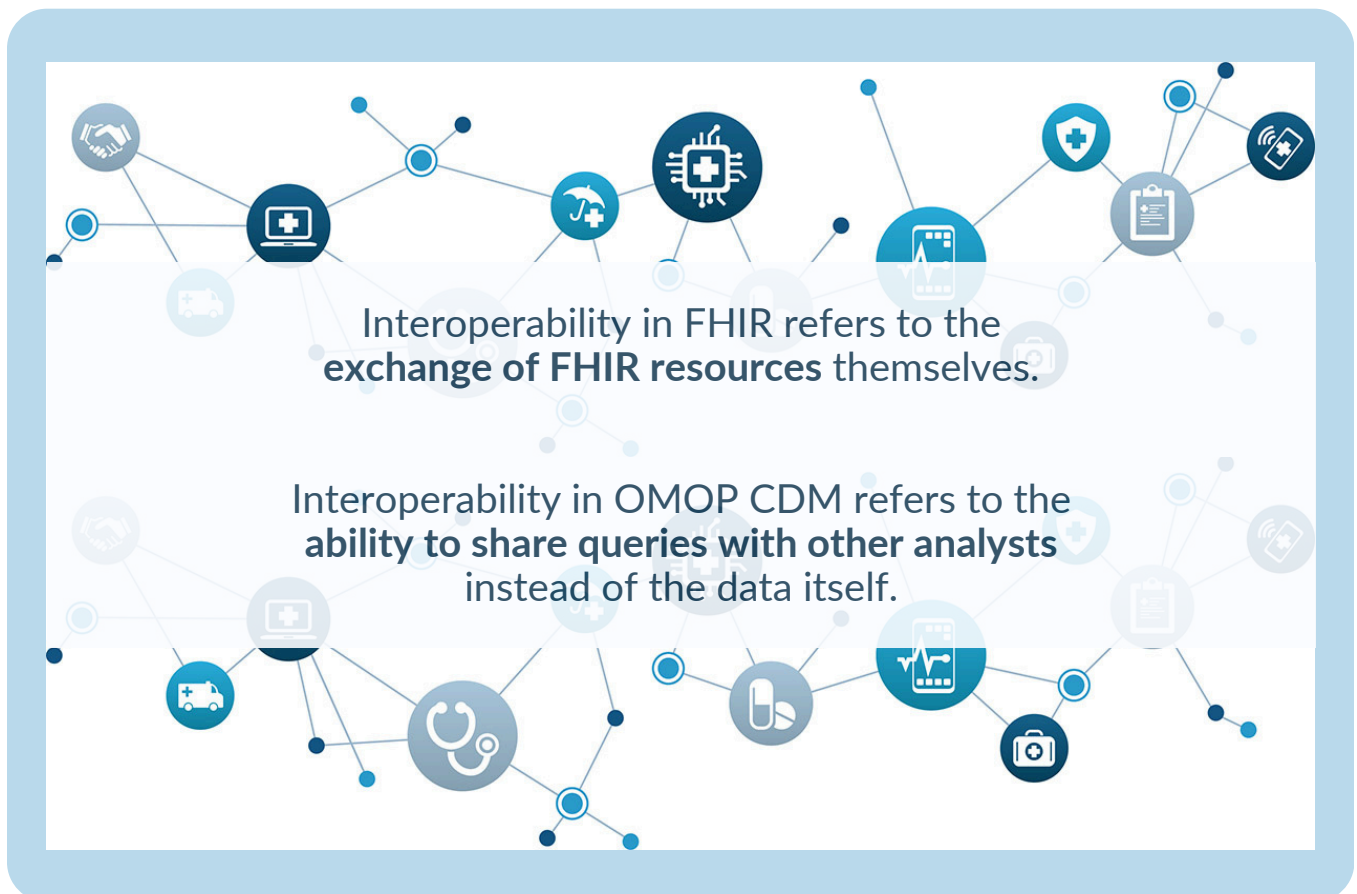 Interoperability in FHIR refers to the
exchange of FHIR resources themselves.
Interoperability in OMOP CDM refers to the
ability to share queries with other analysts
instead of the data itself.